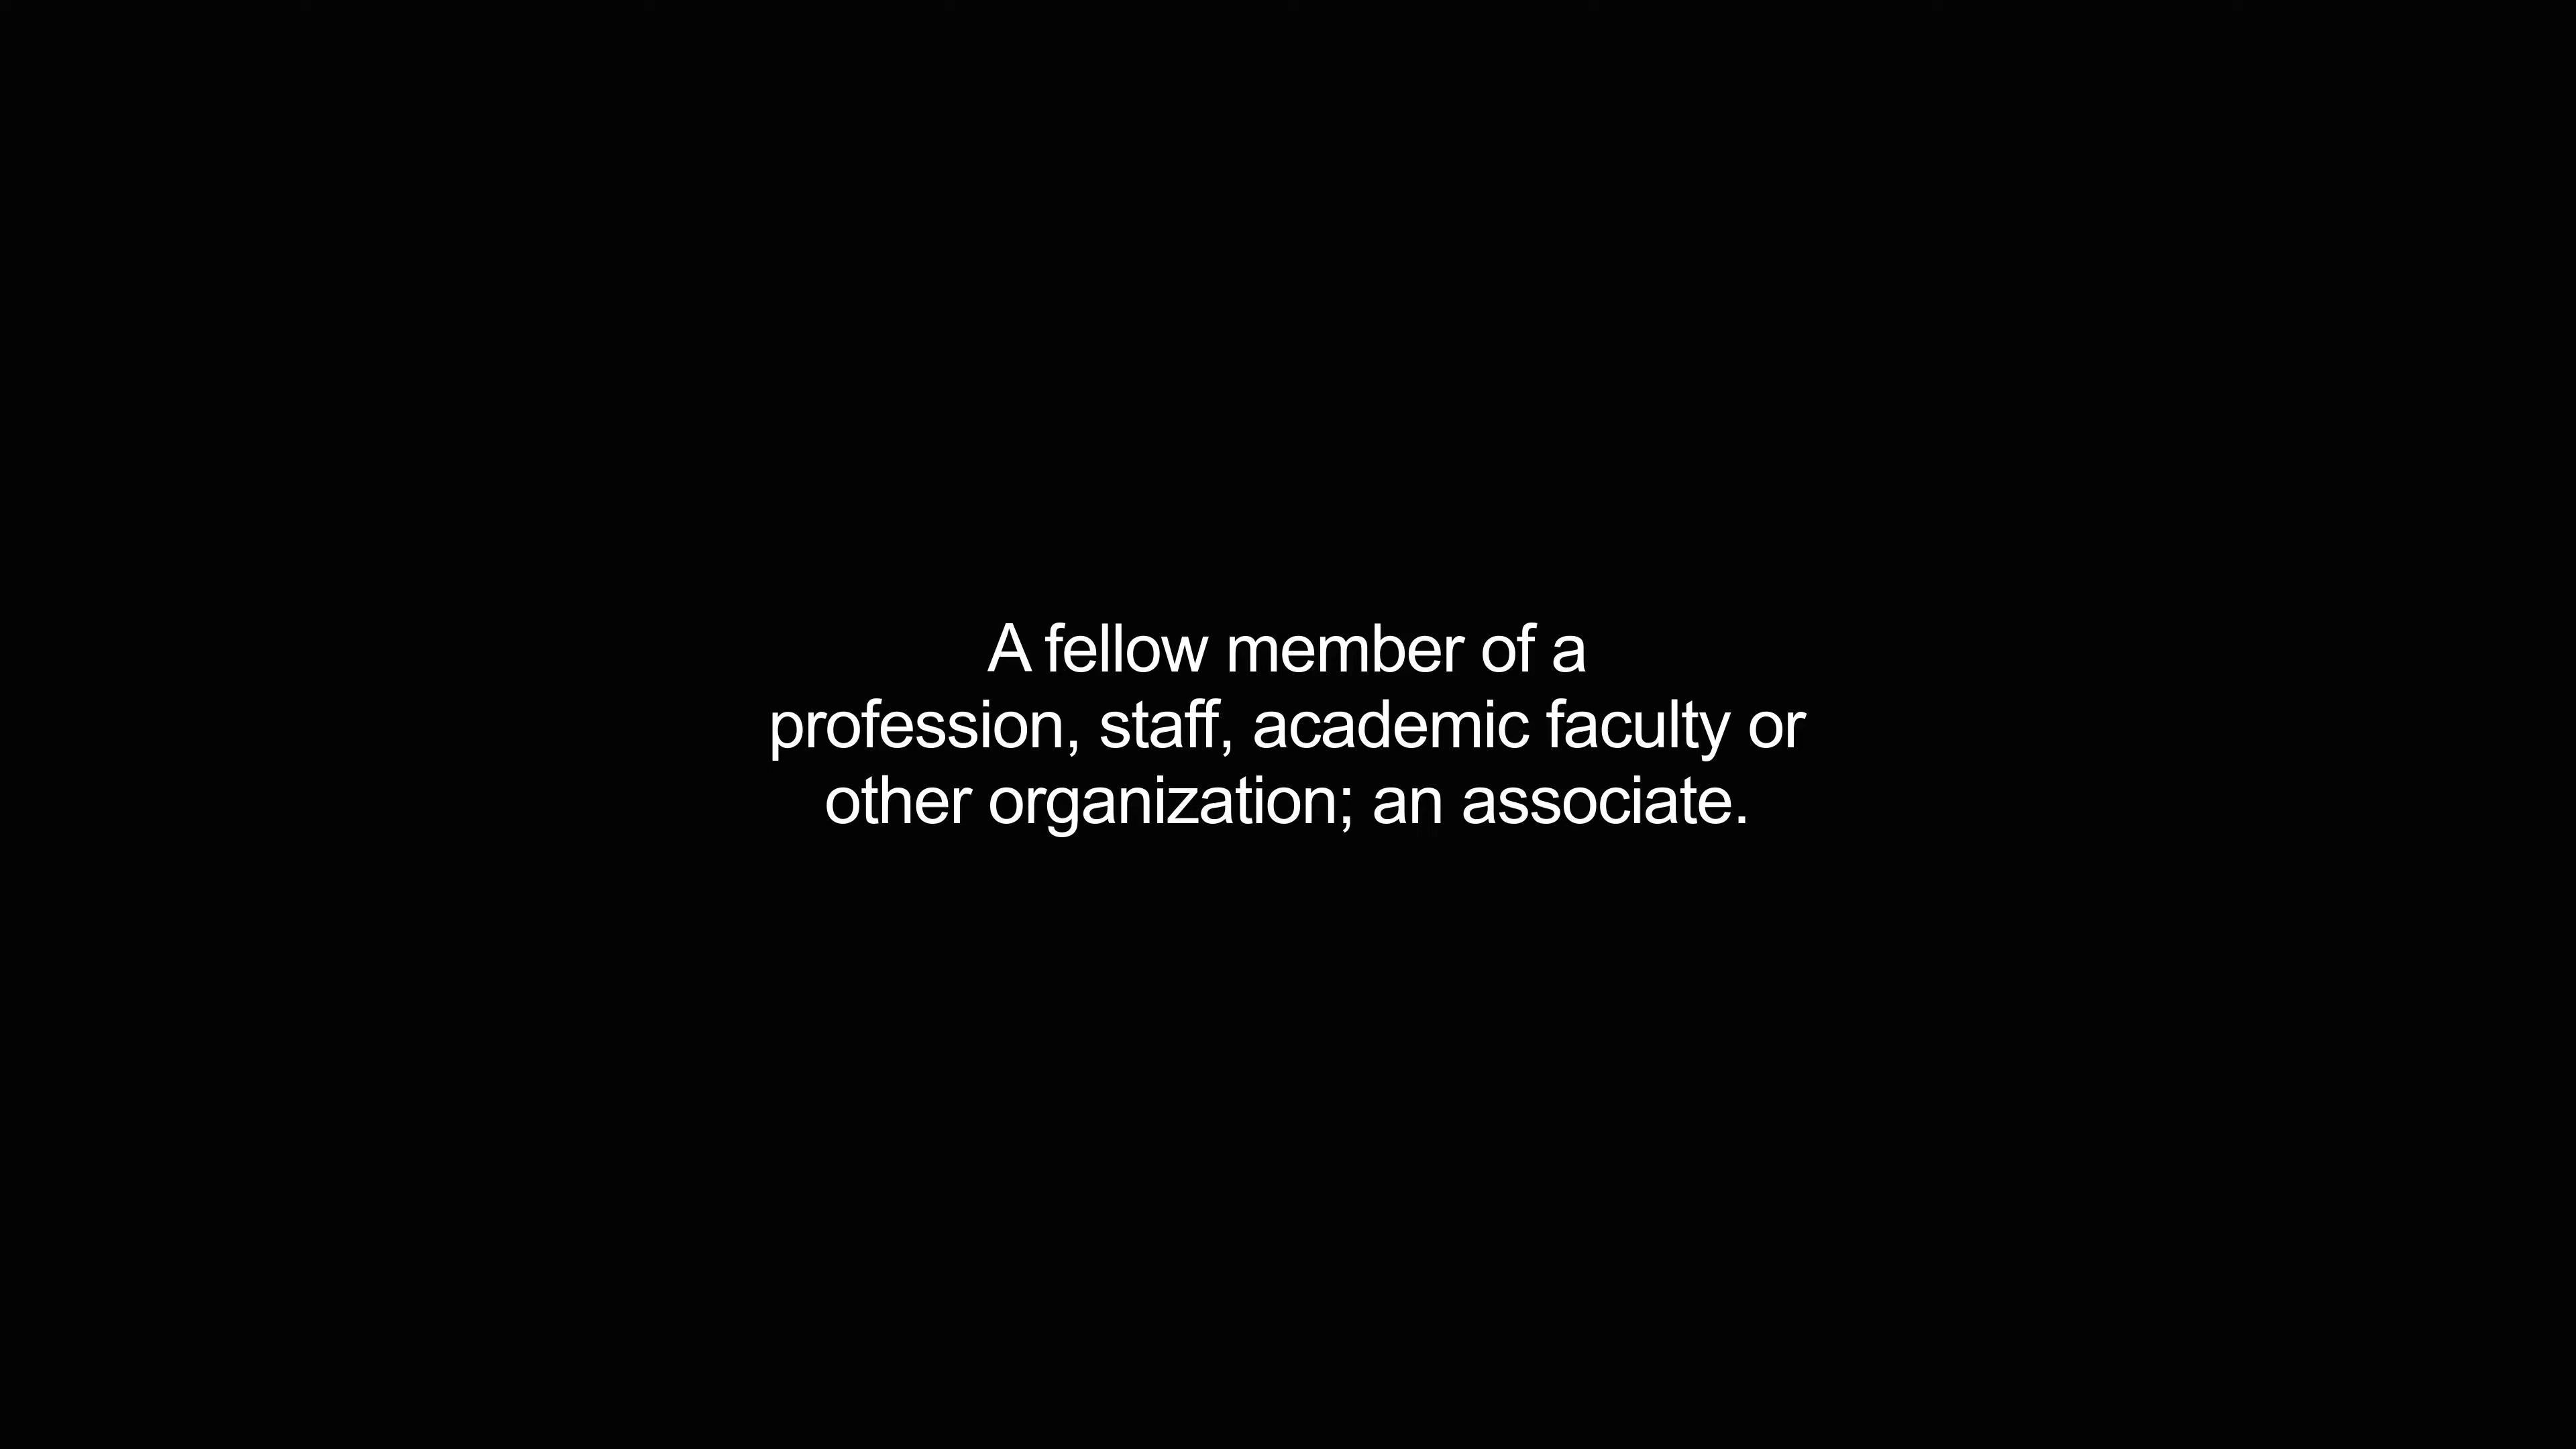 A fellow member of a
profession, staff, academic faculty or
other organization; an associate.